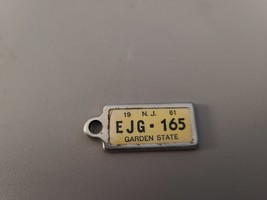 19 N.J. 61
EJG - 165
GARDEN STATE